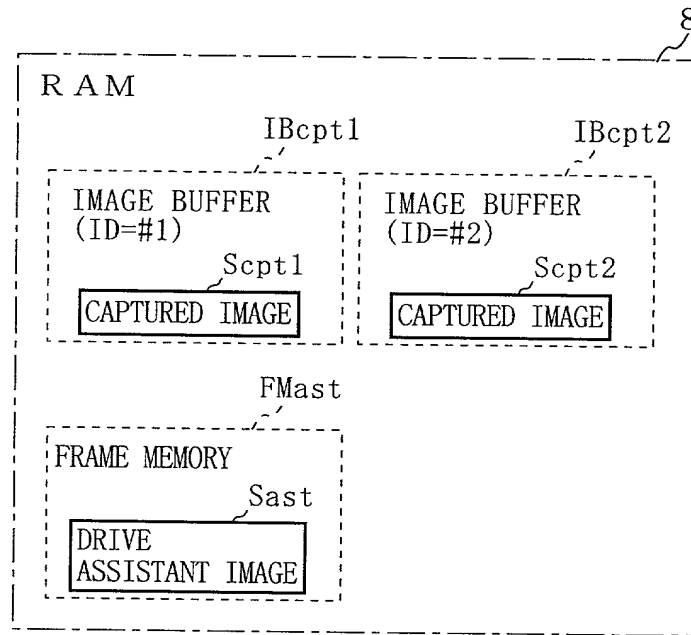 8
RAM
IBcpt1
IBcpt2
IMAGE BUFFER
(ID=#1)
Scpt1
CAPTURED IMAGE
IMAGE BUFFER
(ID=#2)
Scpt2
CAPTURED IMAGE
FMast
FRAME MEMORY
Sast
DRIVE
ASSISTANT IMAGE